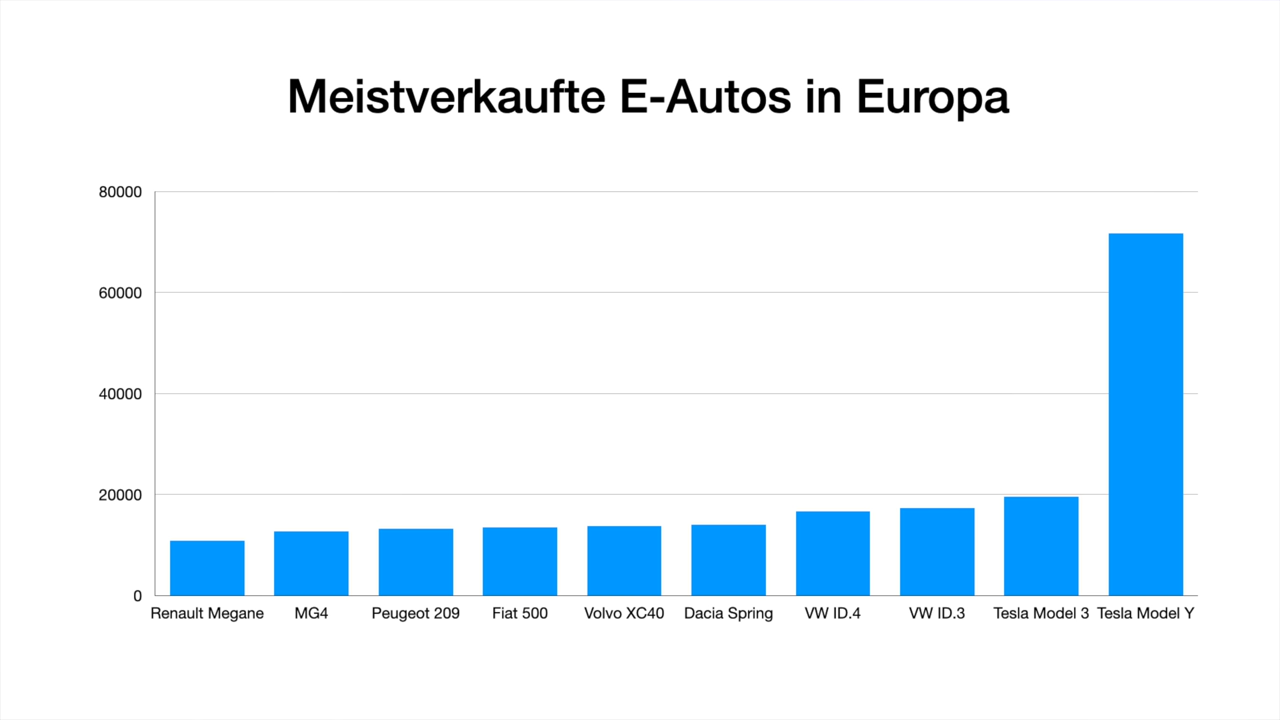 Meistverkaufte E-Autos in Europa
80000
60000
40000
20000
0
Renault Megane MG4 Peugeot 209 Fiat 500 Volvo XC40 Dacia Spring VW ID.4 VW ID.3 Tesla Model 3 Tesla Model Y